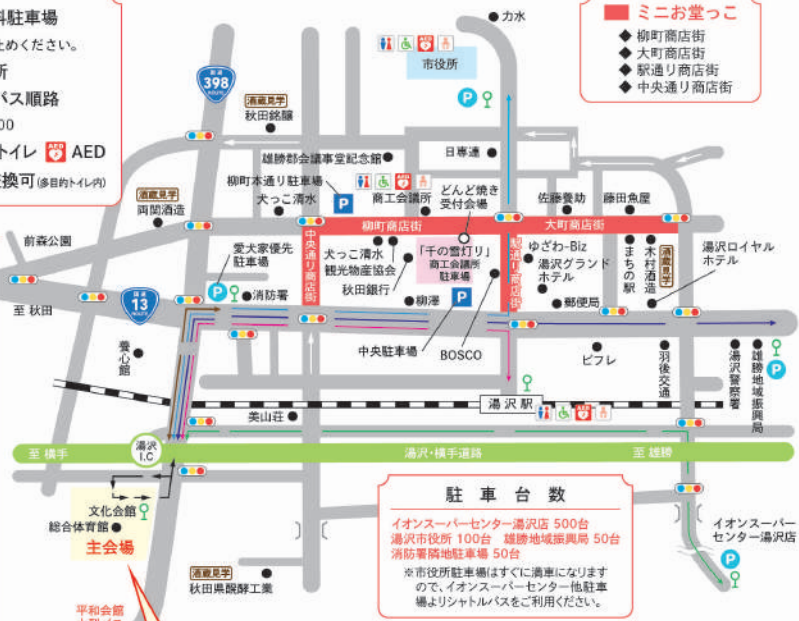 料駐車場
止めください。
所
バス順路
00
トイレ AED AED
換可(多目的トイレ内)
ミニお堂っこ
◆ 柳町商店街
◆ 大町商店街
◆ 駅通り商店街
◆ 中央通り商店街
力水
AED
市役所
P
国道
398
ROUTE
酒蔵見学
秋田銘醸
雄勝郡会議事堂記念館
日専連
柳町本通り駐車場
P
AED
商工会議所
どんど焼き
受付会場
佐藤養助
藤田魚屋
酒蔵見学
両関酒造
犬っこ清水
柳町商店街
大町商店街
前森公園
愛犬家優先
駐車場
P
消防署
中央通り商店街
犬っこ清水
観光物産協会
秋田銀行
「千の雪灯り」
商工会議所
駐車場
P
柳澤
駅通り商店街
ゆざわ-Biz
湯沢グランド
ホテル
郵便局
まちの駅
木村酒造
酒蔵見学
湯沢ロイヤル
ホテル
至 秋田
国道
13
ROUTE
養心館
中央駐車場
BOSCO
ビフレ
羽後交通
湯沢警察署
雄勝地域振興局
P
湯沢駅
AED
美山荘
至 横手
湯沢
I.C
湯沢・横手道路
至 雄勝
文化会館
総合体育館
主会場
酒蔵見学
秋田県醗酵工業
平和会館
駐車台数
イオンスーパーセンター湯沢店 500台
湯沢市役所 100台 雄勝地域振興局 50台
消防署隣地駐車場 50台
※市役所駐車場はすぐに満車になります
ので、イオンスーパーセンター他駐車
場よりシャトルバスをご利用ください。
イオンスーパー
センター湯沢店
P